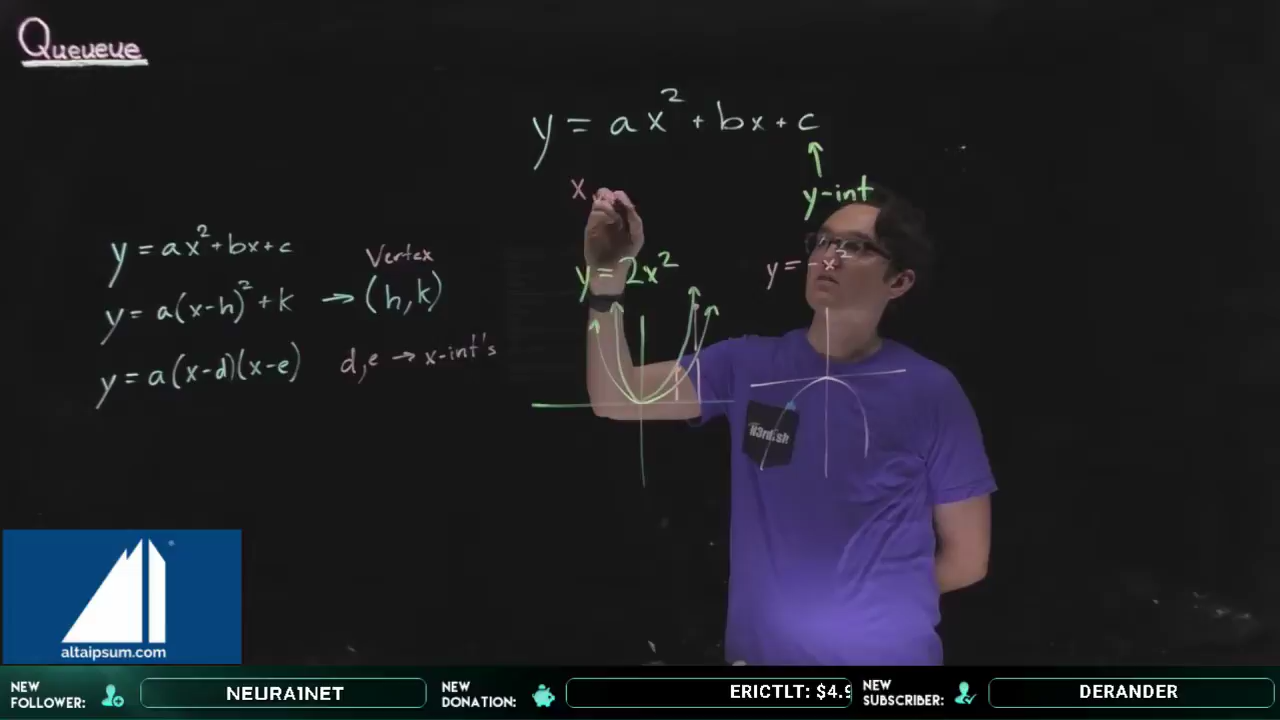 Queueue
y = ax² + bx + c
y-int
x
y = ax² + bx + c
Vertex
y = a(x-h)² + k → (h, k)
y = a(x-d)(x-e) d,e → x-int's
y = 2x²
y = -x²
altaipsum.com
NEW FOLLOWER: NEURA1NET
NEW DONATION: ERICTLT: $4.9
NEW SUBSCRIBER: DERANDER